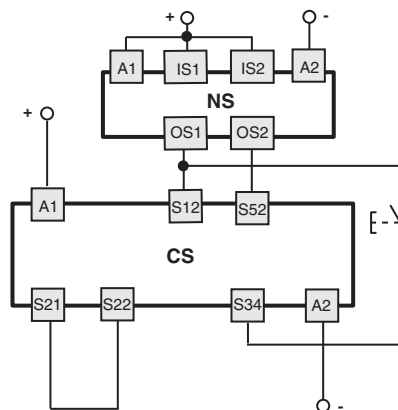 + -
A1 IS1 IS2 A2
NS
OS1 OS2
+
A1 S12 S52
CS
S21 S22 S34 A2
-